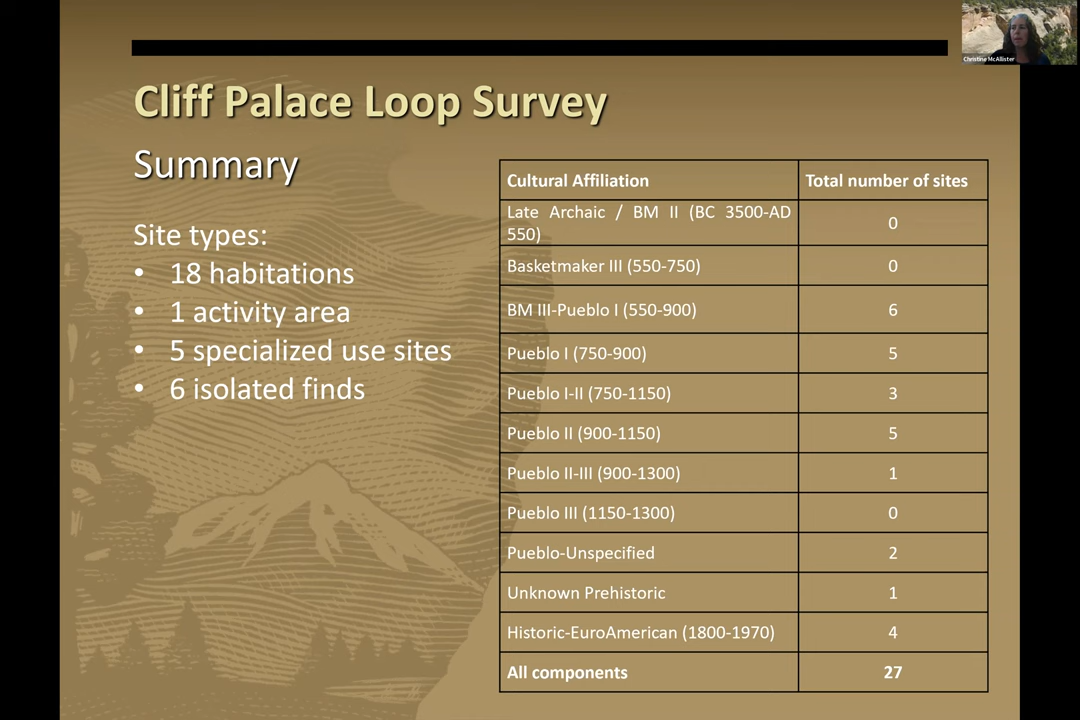 Christine McAllister
Cliff Palace Loop Survey
Summary
Site types:
• 18 habitations
• 1 activity area
• 5 specialized use sites
• 6 isolated finds
Cultural Affiliation Total number of sites
Late Archaic / BM II (BC 3500-AD
550) 0
Basketmaker III (550-750) 0
BM III-Pueblo I (550-900) 6
Pueblo I (750-900) 5
Pueblo I-II (750-1150) 3
Pueblo II (900-1150) 5
Pueblo II-III (900-1300) 1
Pueblo III (1150-1300) 0
Pueblo-Unspecified 2
Unknown Prehistoric 1
Historic-EuroAmerican (1800-1970) 4
All components 27